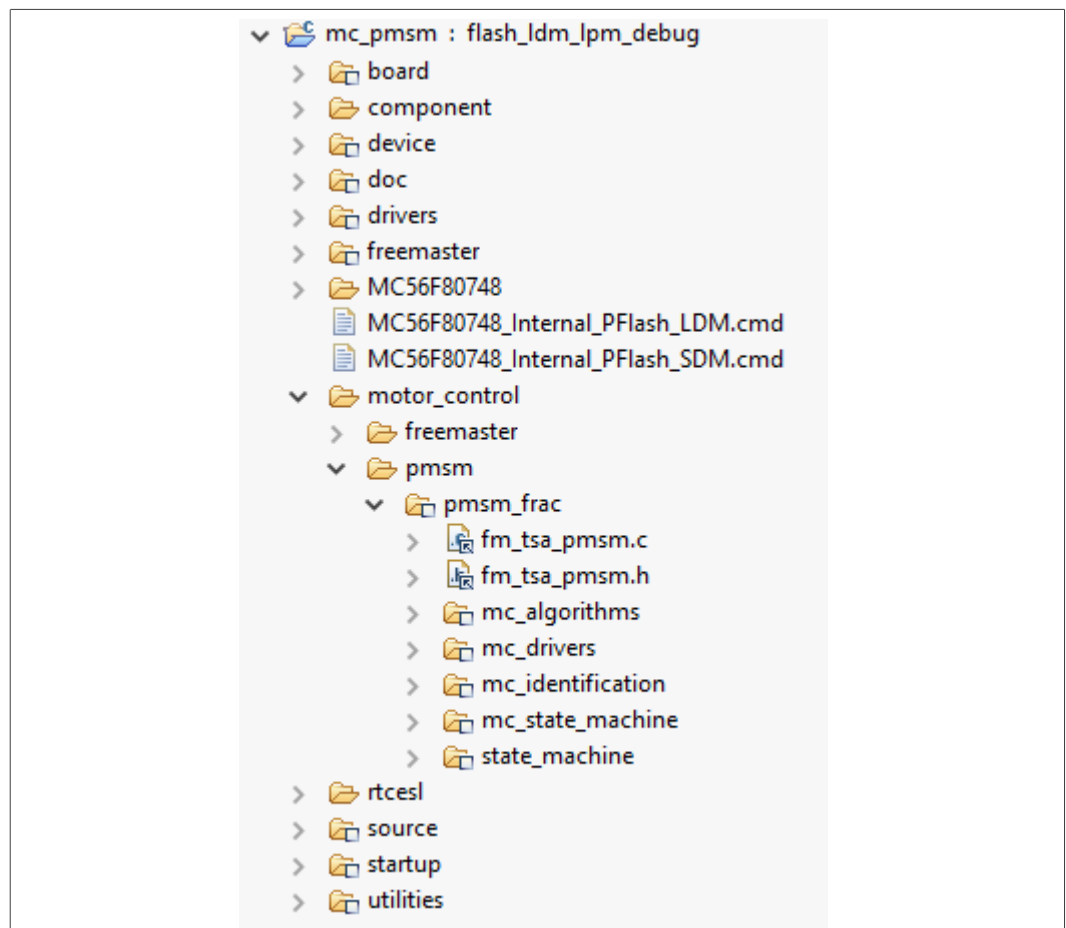 mc_pmsm : flash_ldm_lpm_debug
board
component
device
doc
drivers
freemaster
MC56F80748
MC56F80748_Internal_PFlash_LDM.cmd
MC56F80748_Internal_PFlash_SDM.cmd
motor_control
freemaster
pmsm
pmsm_frac
fm_tsa_pmsm.c
fm_tsa_pmsm.h
mc_algorithms
mc_drivers
mc_identification
mc_state_machine
state_machine
rtcesl
source
startup
utilities